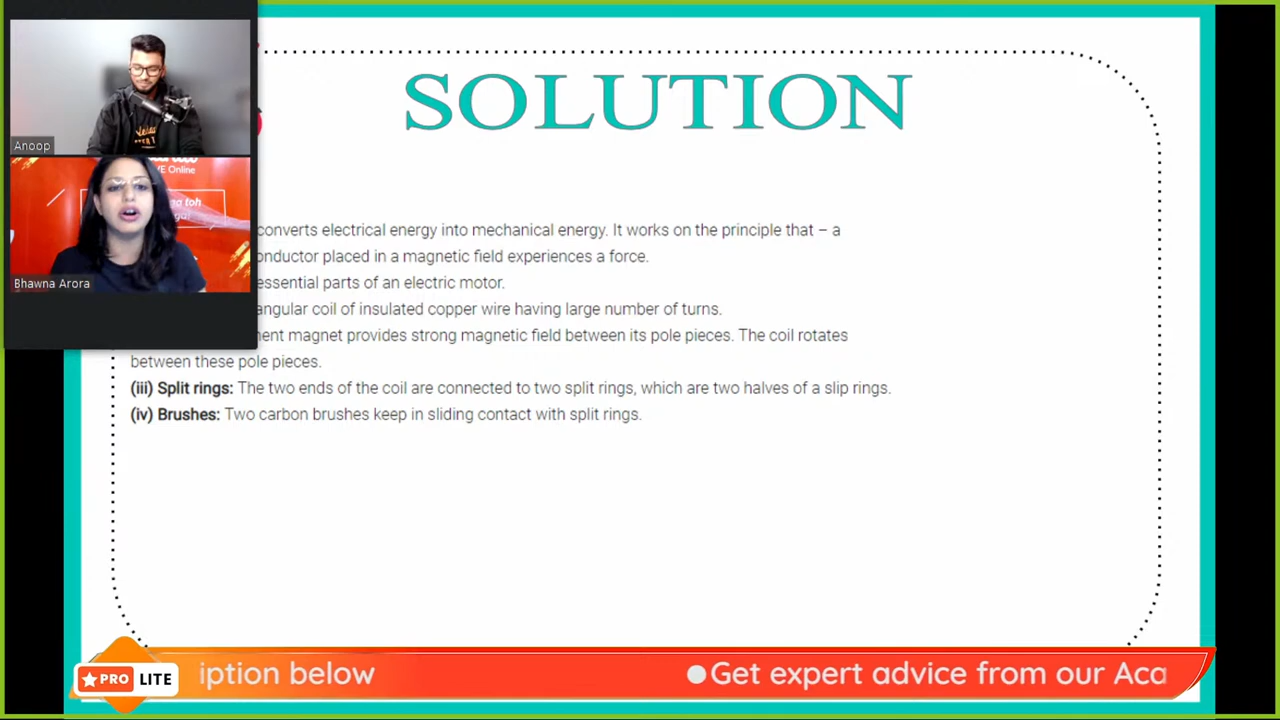 SOLUTION
Anoop
VE Online
toh
Bhawna Arora
converts electrical energy into mechanical energy. It works on the principle that – a
onductor placed in a magnetic field experiences a force.
essential parts of an electric motor.
angular coil of insulated copper wire having large number of turns.
nent magnet provides strong magnetic field between its pole pieces. The coil rotates
between these pole pieces.
(iii) Split rings: The two ends of the coil are connected to two split rings, which are two halves of a slip rings.
(iv) Brushes: Two carbon brushes keep in sliding contact with split rings.
PRO LITE
iption below
Get expert advice from our Aca